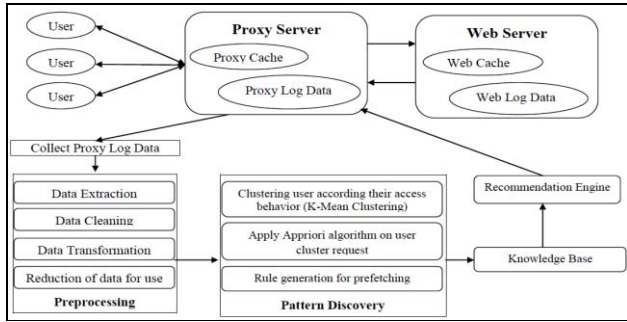 User
User
User
Proxy Server
Proxy Cache
Proxy Log Data
Web Server
Web Cache
Web Log Data
Collect Proxy Log Data
Data Extraction
Data Cleaning
Data Transformation
Reduction of data for use
Preprocessing
Clustering user according their access
behavior (K-Mean Clustering)
Apply Appriori algorithm on user
cluster request
Rule generation for prefetching
Pattern Discovery
Recommendation Engine
Knowledge Base